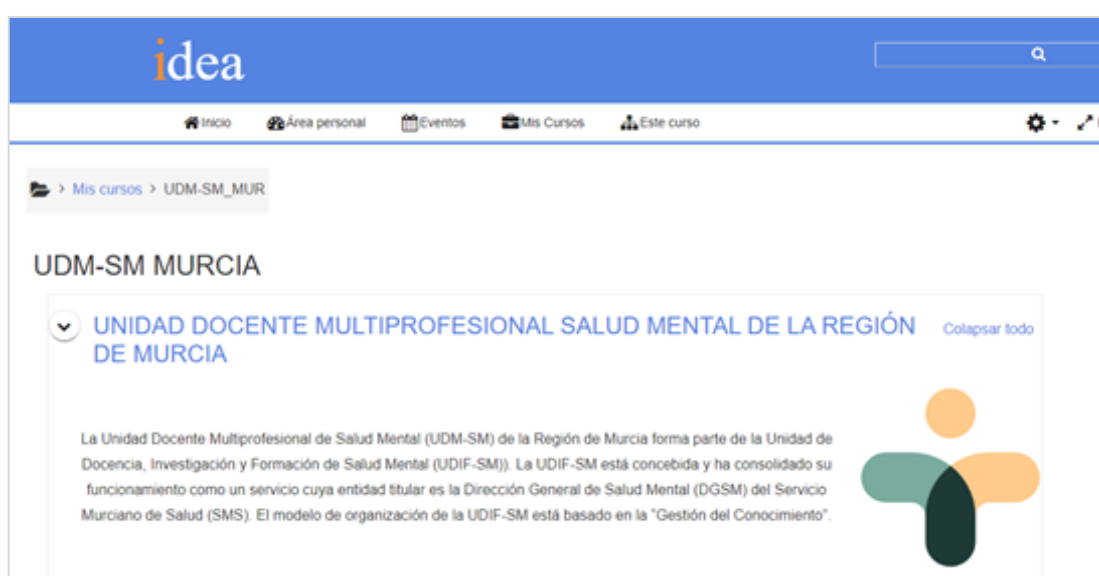 idea
Inicio Área personal Eventos Mis Cursos Este curso
> Mis cursos > UDM-SM_MUR
UDM-SM MURCIA
UNIDAD DOCENTE MULTIPROFESIONAL SALUD MENTAL DE LA REGIÓN
DE MURCIA
Colapsar todo
La Unidad Docente Multiprofesional de Salud Mental (UDM-SM) de la Región de Murcia forma parte de la Unidad de
Docencia, Investigación y Formación de Salud Mental (UDIF-SM)). La UDIF-SM está concebida y ha consolidado su
funcionamiento como un servicio cuya entidad titular es la Dirección General de Salud Mental (DGSM) del Servicio
Murciano de Salud (SMS). El modelo de organización de la UDIF-SM está basado en la "Gestión del Conocimiento".